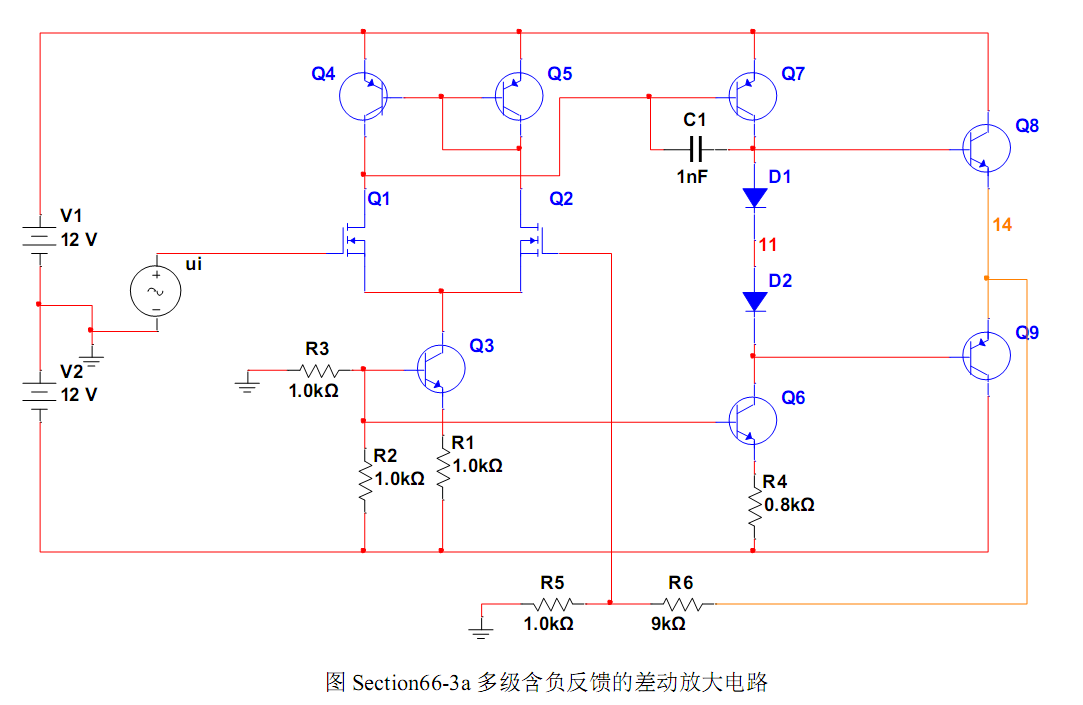 Q4
Q5
Q7
C1
1nF
Q8
D1
Q1
Q2
V1
12 V
ui
14
11
D2
Q3
Q9
R3
1.0kΩ
V2
12 V
Q6
R1
1.0kΩ
R2
1.0kΩ
R4
0.8kΩ
R5
1.0kΩ
R6
9kΩ
图 Section66-3a 多级含负反馈的差动放大电路